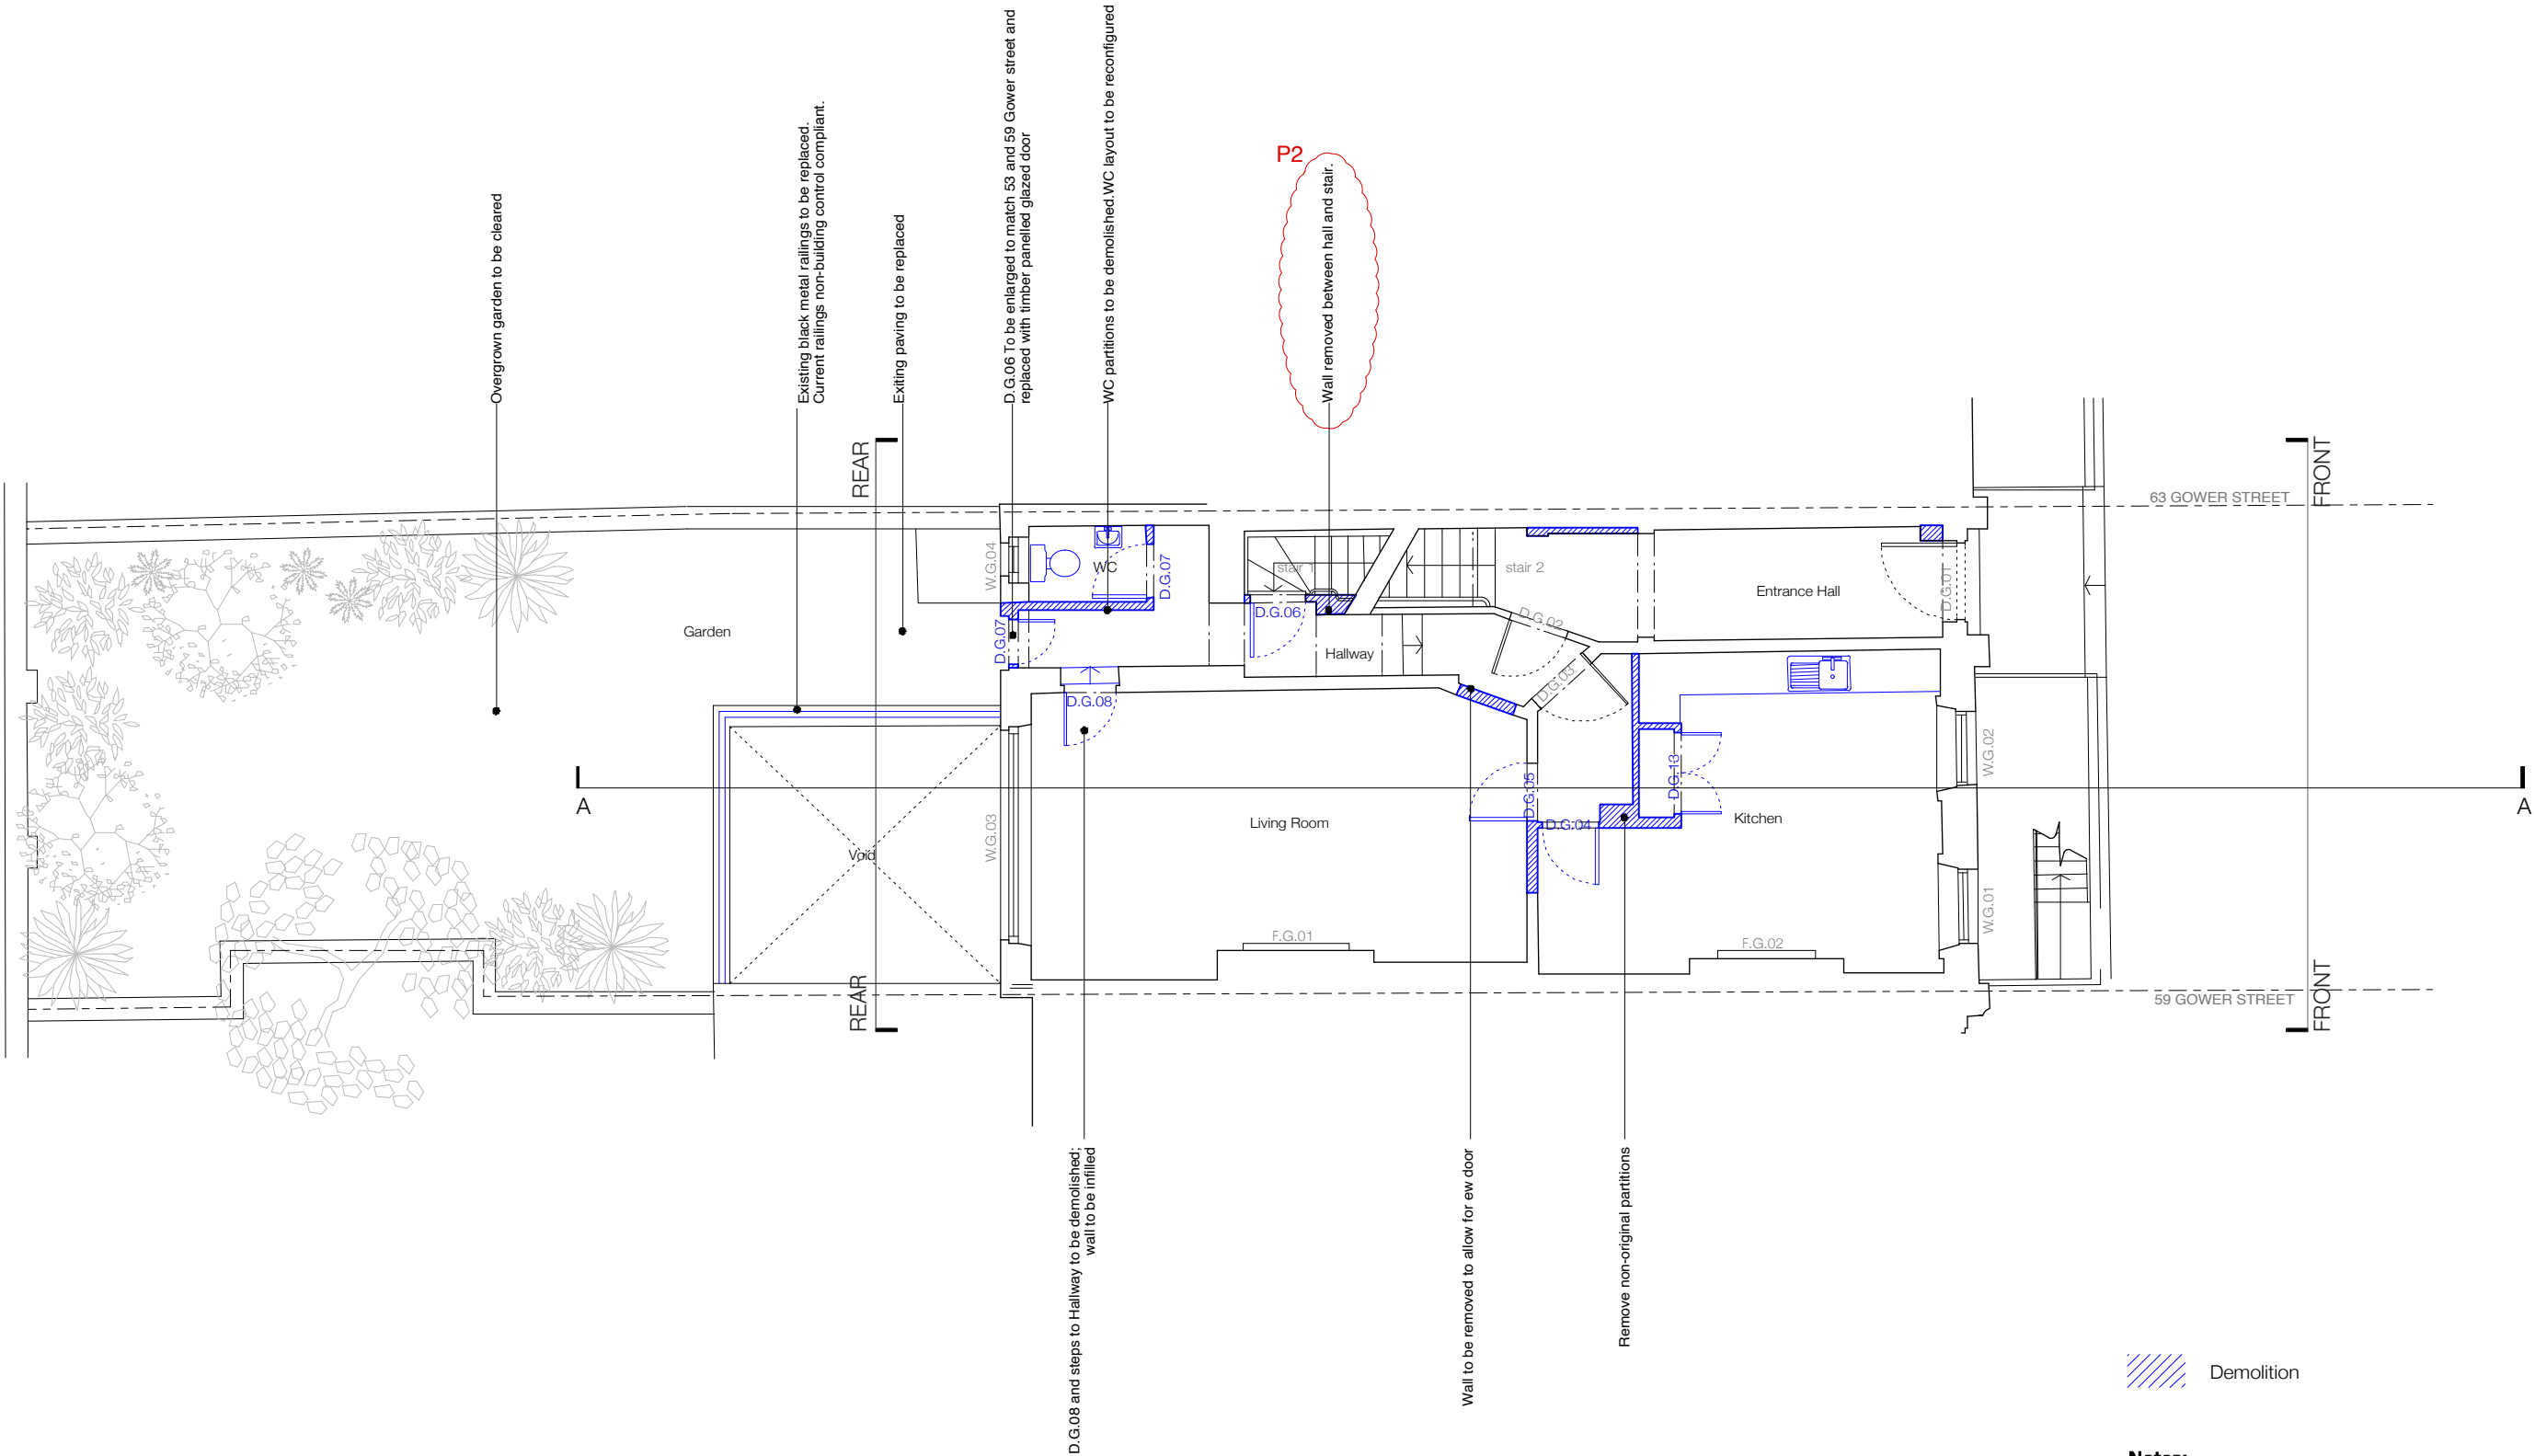 Overgrown garden to be cleared
Existing black metal railings to be replaced.
Current railings non-building control compliant.
Exiting paving to be replaced
D.G.06 To be enlarged to match 53 and 59 Gower street and
replaced with timber panelled glazed door
WC partitions to be demolished.WC layout to be reconfigured
P2
Wall removed between hall and stair.
REAR
FRONT
63 GOWER STREET
W.G.04
WC
D.G.07
stair 1
stair 2
Entrance Hall
D.G.01
D.G.06
D.G.02
Garden
D.G.07
Hallway
D.G.03
D.G.08
W.G.02
D.G.13
D.G.05
A
A
Living Room
D.G.04
Kitchen
W.G.03
Void
W.G.01
F.G.01
F.G.02
REAR
59 GOWER STREET
FRONT
D.G.08 and steps to Hallway to be demolished;
wall to be infilled
Wall to be removed to allow for ew door
Remove non-original partitions
Demolition
Notes: